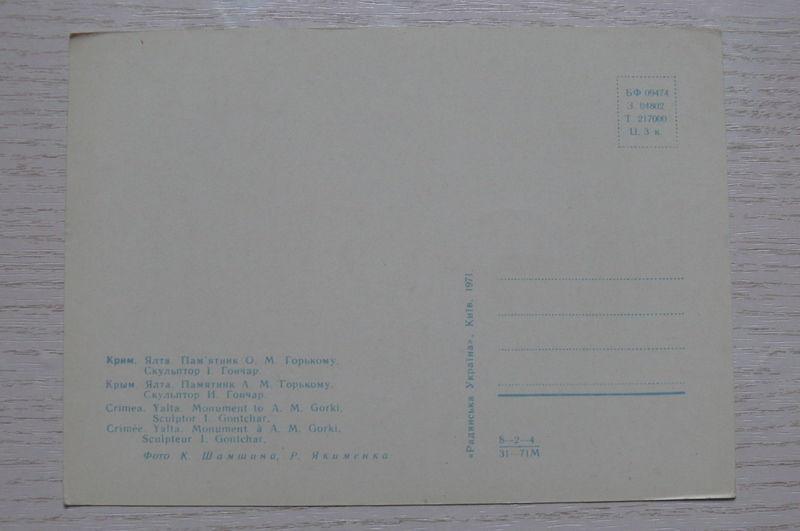 БФ 09474
З. 04802
Т. 217000
Ц. 3 к.
Крим. Ялта. Пам'ятник О. М. Горькому.
Скульптор І. Гончар.
Крым. Ялта. Памятник А. М. Горькому.
Скульптор И. Гончар.
Crimea. Yalta. Monument to A. M. Gorki.
Sculptor I. Gontchar.
Crimée. Yalta. Monument à A. M. Gorki.
Sculpteur I. Gontchar.
Фото К. Шамшина, Р. Якименка
«Радянська Україна», Київ, 1971
8—2—4
31—71М